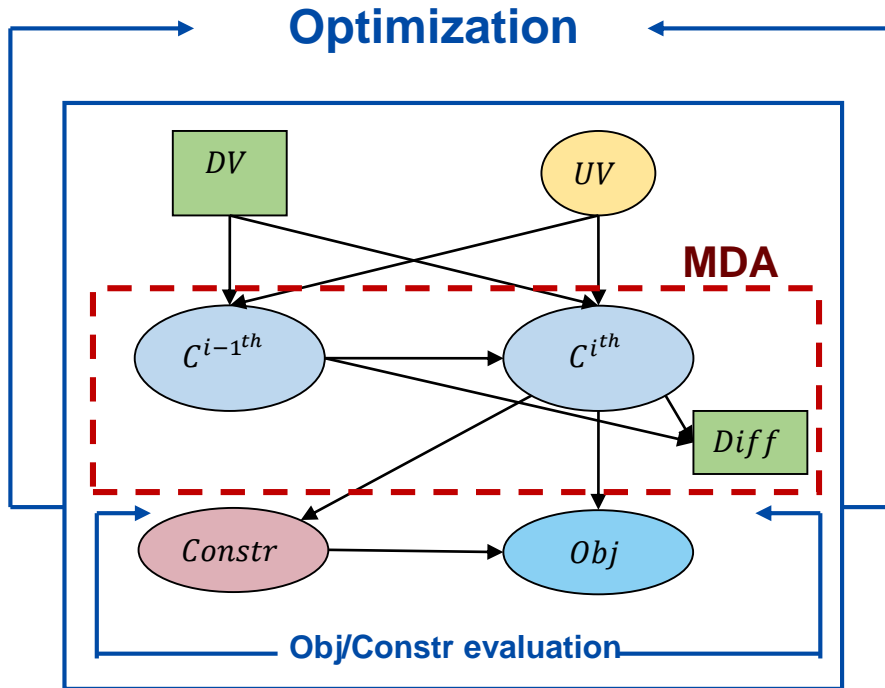 Optimization
DV
UV
MDA
C^{i-1^{th}}
C^{i^{th}}
Diff
Constr
Obj
Obj/Constr evaluation